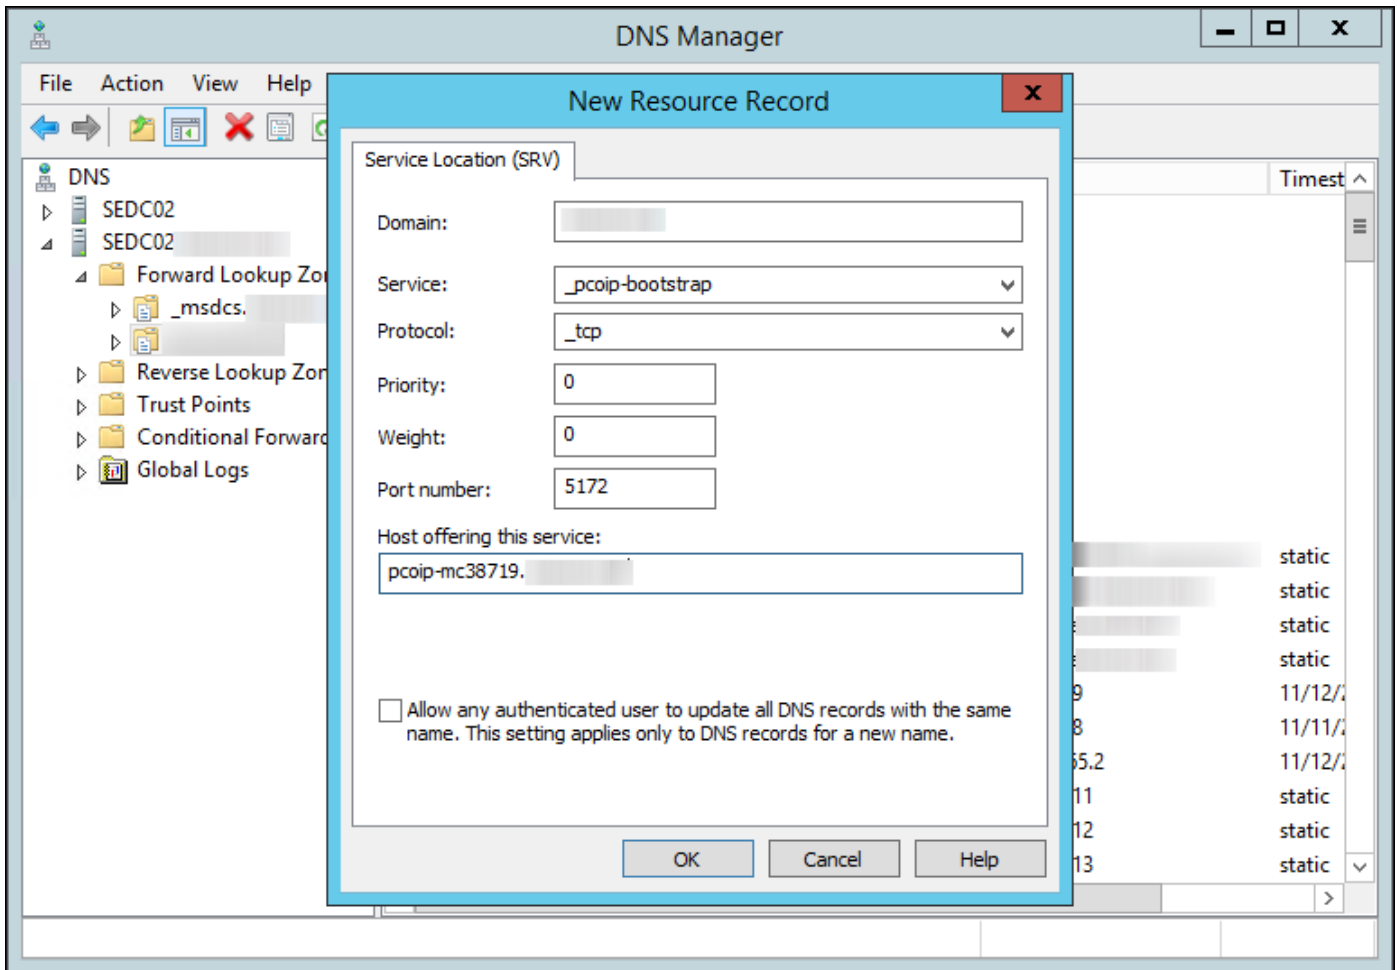 DNS Manager
File Action View Help
New Resource Record
Service Location (SRV)
DNS
SEDC02
SEDC02
Forward Lookup Zo
_msdcs.
Reverse Lookup Zor
Trust Points
Conditional Forward
Global Logs
Domain:
Service: _pcoip-bootstrap
Protocol: _tcp
Priority: 0
Weight: 0
Port number: 5172
Host offering this service:
pcoip-mc38719.
Allow any authenticated user to update all DNS records with the same
name. This setting applies only to DNS records for a new name.
OK Cancel Help
Timest
static
static
static
static
9 11/12/
8 11/11/
55.2 11/12/
11 static
12 static
13 static